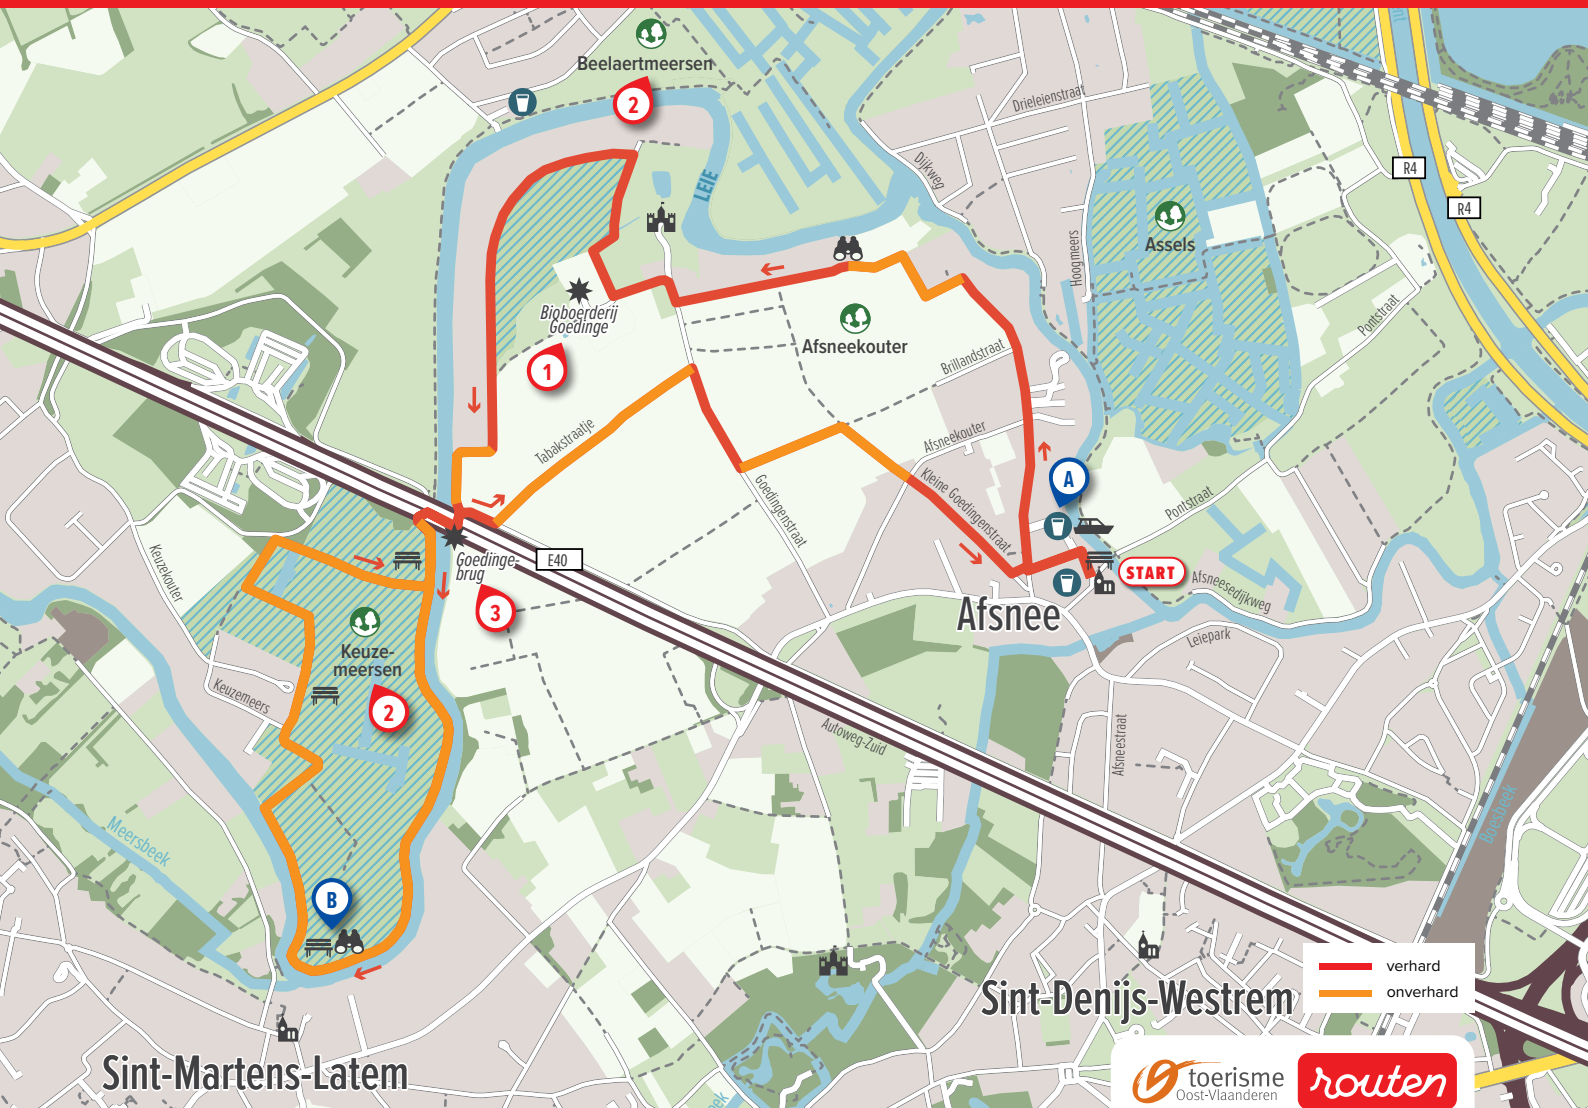 Beelaertmeersen
2
Drieleienstraat
Dijkweg
R4
R4
LEIE
Assels
Hoogmeers
Bioboerderij
Goedinge
Afsneekouter
Pontstraat
1
Brillandstraat
Tabakstraatje
Afsneekouter
Kleine Goedingenstraat
Goedingenstraat
A
Pontstraat
Keuzekouter
Goedinge-
brug
E40
START
Afsneesedijkweg
3
Afsnee
Leiepark
Keuze-
meersen
Keuzemeers
2
Autoweg-Zuid
Afsneestraat
Meersbeek
Boesbeek
B
verhard
onverhard
Sint-Denijs-Westrem
Sint-Martens-Latem
toerisme
Oost-Vlaanderen
routen